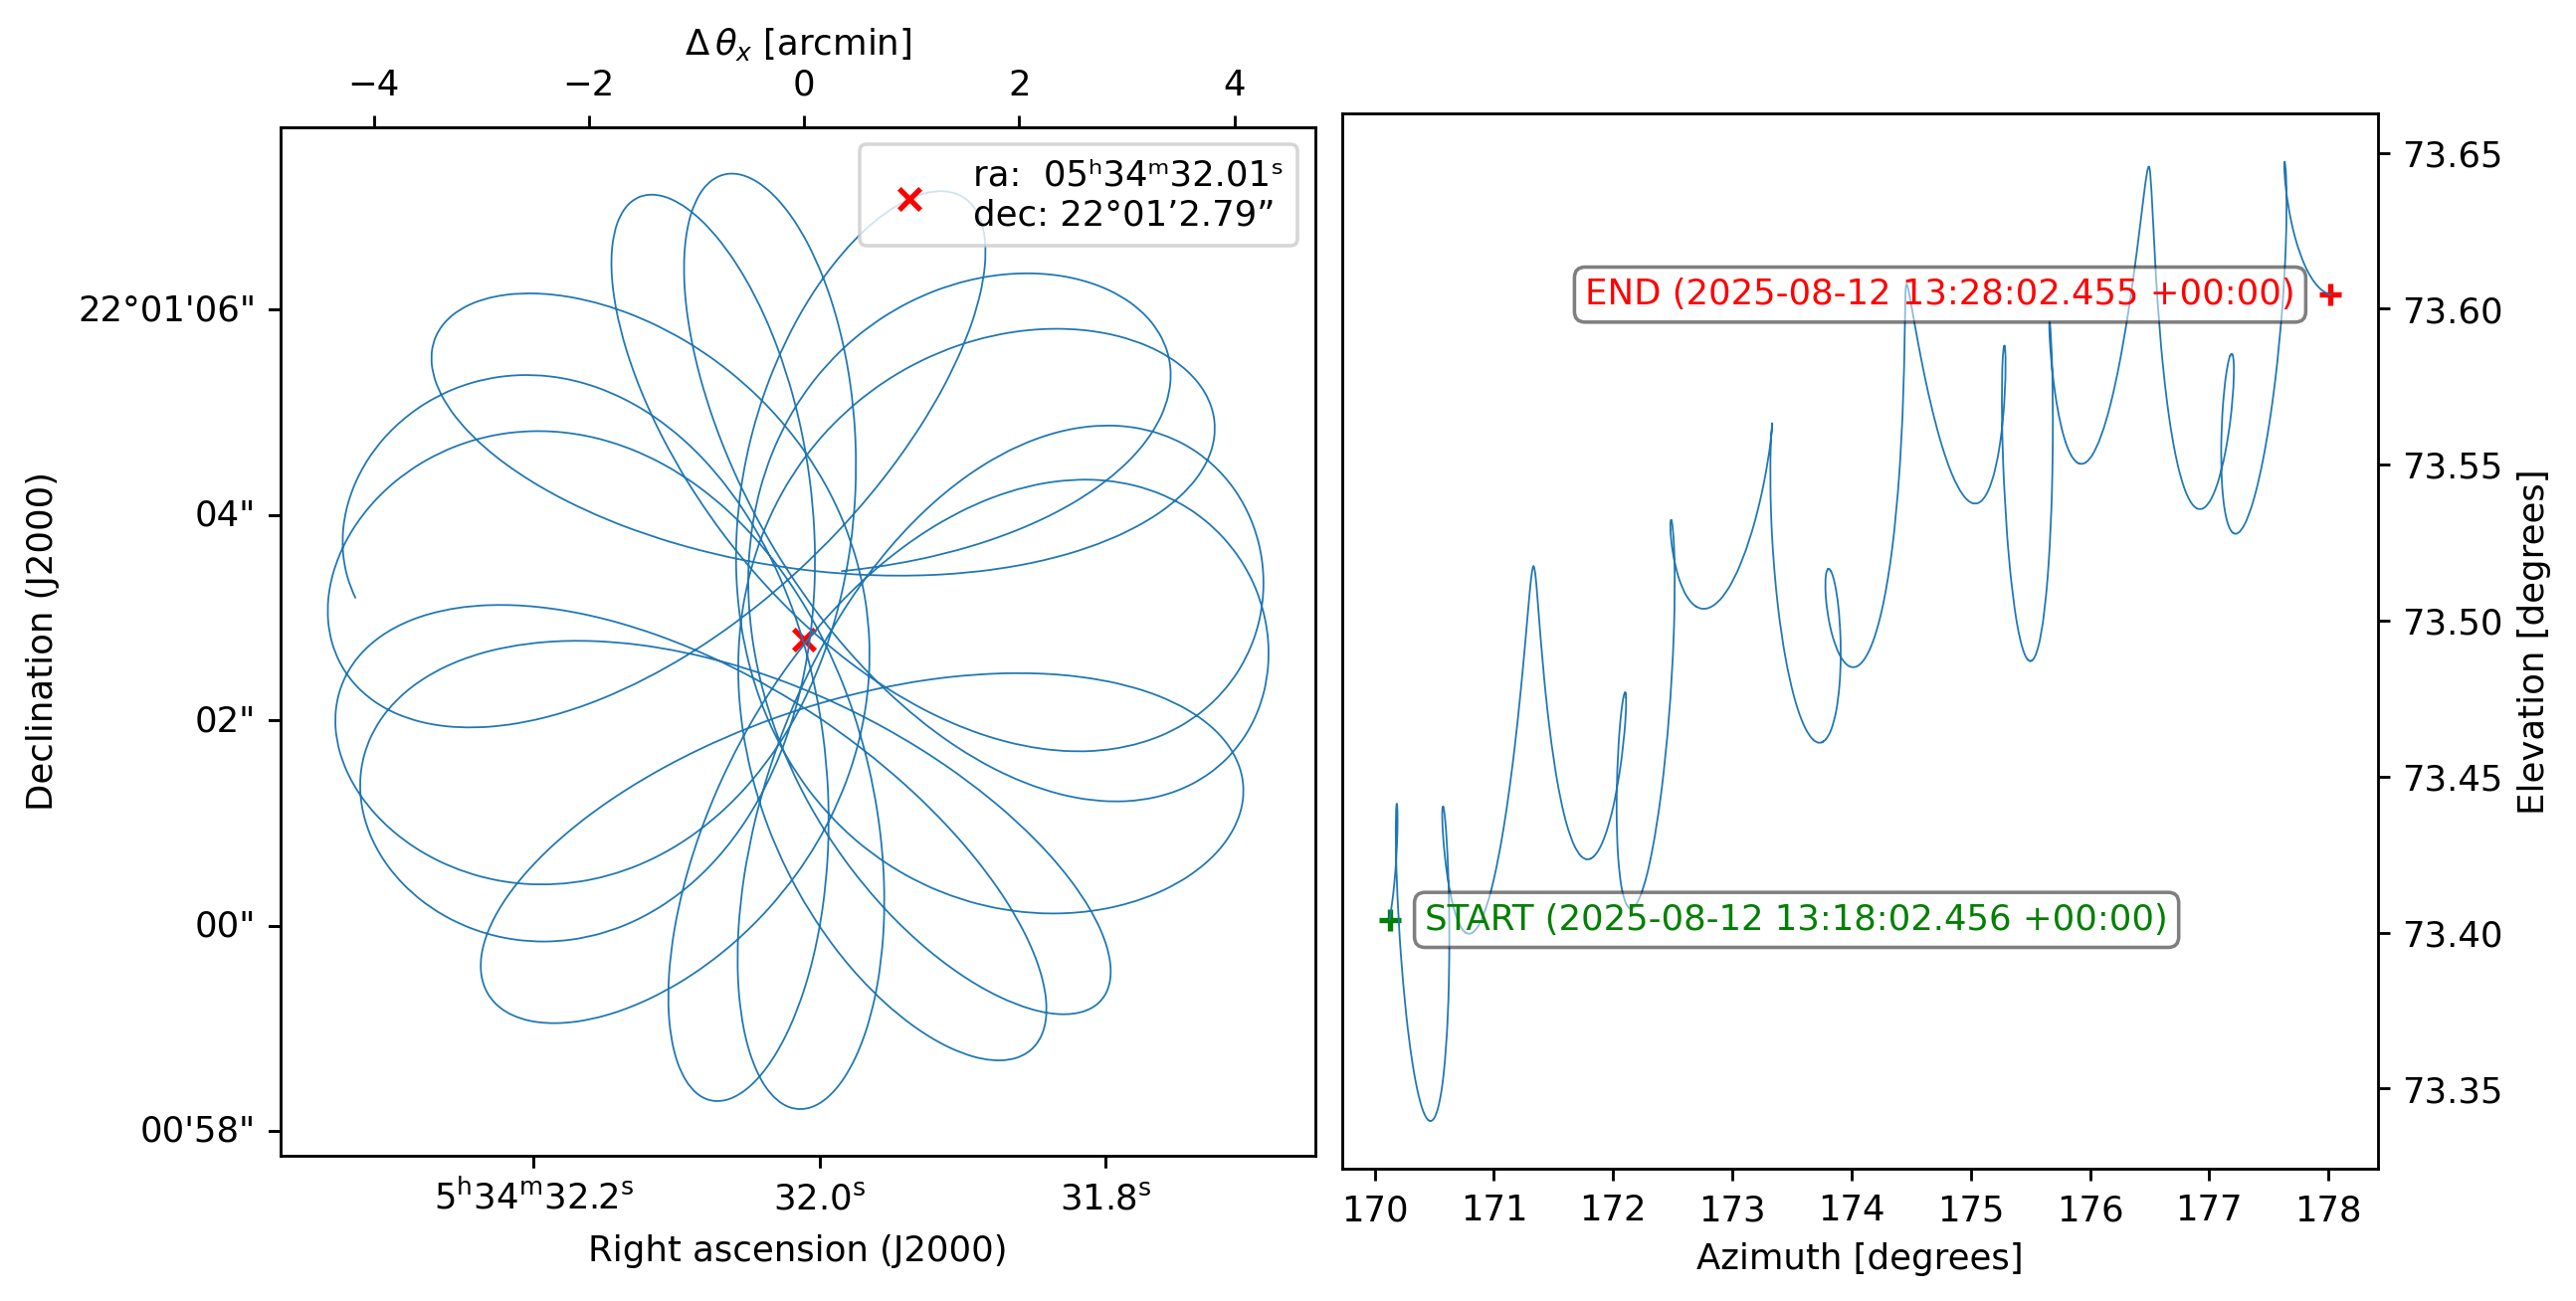 Δ θₓ [arcmin]
−4 −2 0 2 4
ra: 05ʰ34ᵐ32.01ˢ
dec: 22°01’2.79”
22°01'06"
04"
02"
00"
00'58"
Declination (J2000)
5ʰ34ᵐ32.2ˢ 32.0ˢ 31.8ˢ
Right ascension (J2000)
END (2025-08-12 13:28:02.455 +00:00)
START (2025-08-12 13:18:02.456 +00:00)
73.65
73.60
73.55
73.50
73.45
73.40
73.35
Elevation [degrees]
170 171 172 173 174 175 176 177 178
Azimuth [degrees]